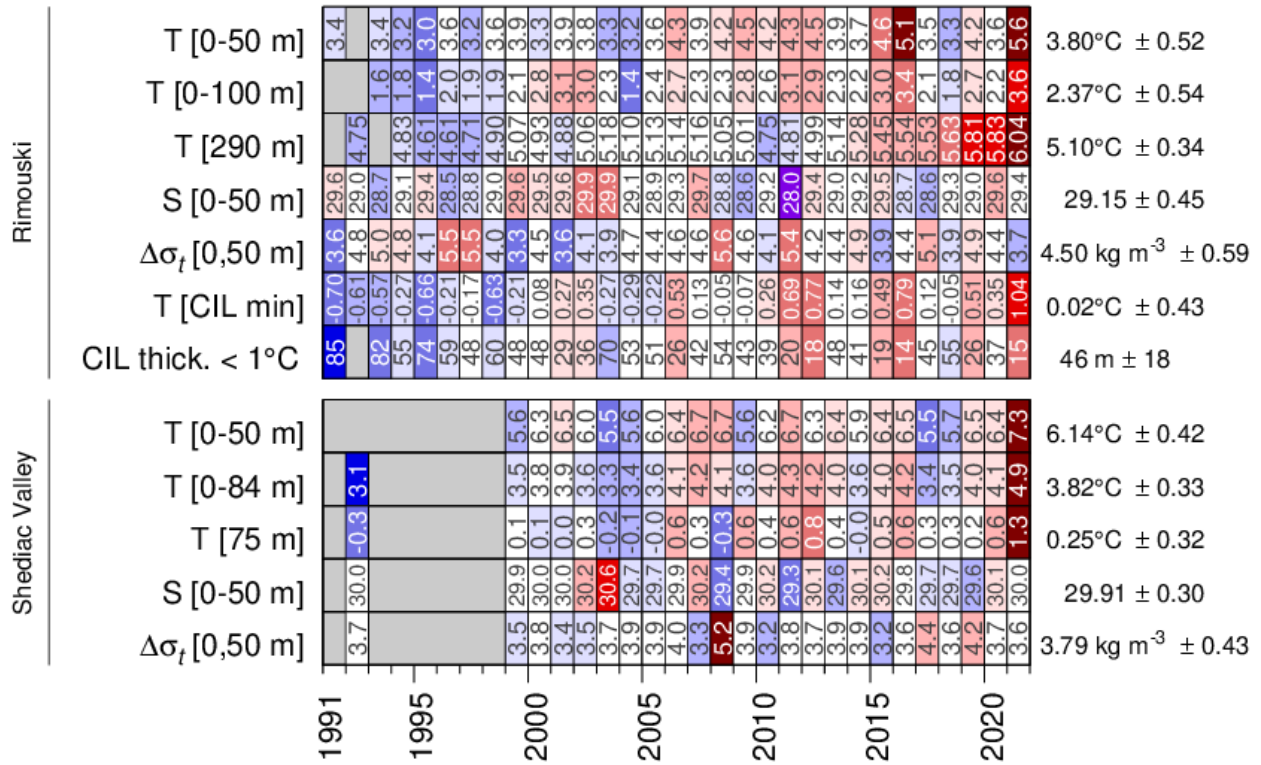 Rimouski
T [0-50 m] 3.4 3.4 3.2 3.0 3.6 3.2 3.6 3.9 3.3 3.9 3.8 3.3 3.2 3.6 4.3 3.9 4.2 4.5 4.2 4.3 4.5 3.9 3.7 4.6 5.1 3.5 3.3 4.2 3.6 5.6 3.80°C ± 0.52
T [0-100 m] 1.6 1.8 1.4 2.0 1.9 1.9 2.1 2.8 3.1 3.0 2.3 1.4 2.4 2.7 2.3 2.3 2.8 2.6 3.1 2.9 2.3 2.2 3.0 3.4 2.1 1.8 2.7 2.2 3.6 2.37°C ± 0.54
T [290 m] 4.75 4.83 4.61 4.61 4.71 4.90 5.07 4.93 4.88 5.06 5.18 5.10 5.13 5.14 5.16 5.05 5.01 4.75 4.81 4.99 5.14 5.28 5.45 5.54 5.53 5.63 5.81 5.83 6.04 5.10°C ± 0.34
S [0-50 m] 29.6 29.0 28.7 29.1 29.4 28.5 28.8 29.0 29.6 29.5 29.6 29.9 29.9 29.1 28.9 29.3 29.7 28.8 28.6 29.2 28.0 29.4 29.0 29.2 29.5 28.7 28.6 29.3 29.0 29.6 29.4 29.15 ± 0.45
Δσt [0,50 m] 3.6 4.8 5.0 4.8 4.1 5.5 5.5 4.0 3.3 4.5 3.6 4.1 3.9 4.7 4.4 4.6 4.6 5.6 4.6 4.1 5.4 4.2 4.4 4.9 3.9 4.4 5.1 3.9 4.9 4.4 3.7 4.50 kg m-3 ± 0.59
T [CIL min] -0.70 -0.61 -0.57 -0.27 -0.66 -0.21 -0.17 -0.63 -0.21 0.08 0.27 0.35 -0.27 -0.29 -0.22 0.53 0.13 -0.05 -0.07 0.26 0.69 0.77 0.14 0.16 0.49 0.79 0.12 -0.05 0.51 0.35 1.04 0.02°C ± 0.43
CIL thick. < 1°C 85 82 55 74 59 48 60 48 48 29 36 70 53 51 26 42 54 43 39 20 18 48 41 19 14 45 55 26 37 15 46 m ± 18
Shediac Valley
T [0-50 m] 5.6 6.3 6.5 6.0 5.5 5.6 6.0 6.4 6.7 6.7 5.6 6.2 6.7 6.3 6.4 5.9 6.4 6.5 5.5 5.7 6.5 6.4 7.3 6.14°C ± 0.42
T [0-84 m] 3.1 3.5 3.8 3.9 3.6 3.3 3.4 3.6 4.1 4.2 4.1 3.6 4.0 4.3 4.2 4.0 3.6 4.0 4.2 3.4 3.5 4.0 4.1 4.9 3.82°C ± 0.33
T [75 m] -0.3 0.1 0.1 0.0 0.3 -0.2 -0.1 -0.0 0.6 0.3 -0.3 0.6 0.4 0.6 0.8 0.4 -0.0 0.5 0.6 0.3 0.3 0.2 0.6 1.3 0.25°C ± 0.32
S [0-50 m] 30.0 29.9 30.0 30.0 30.2 30.6 29.7 29.7 29.9 30.2 29.4 29.9 30.2 29.3 30.1 29.6 30.1 30.2 29.8 29.7 29.7 29.6 30.1 30.0 29.91 ± 0.30
Δσt [0,50 m] 3.7 3.5 3.8 3.4 3.5 3.7 3.9 3.9 4.0 3.3 5.2 3.9 3.2 3.8 3.7 3.9 3.9 3.2 3.6 4.4 3.6 4.2 3.7 3.6 3.79 kg m-3 ± 0.43
1991 1995 2000 2005 2010 2015 2020